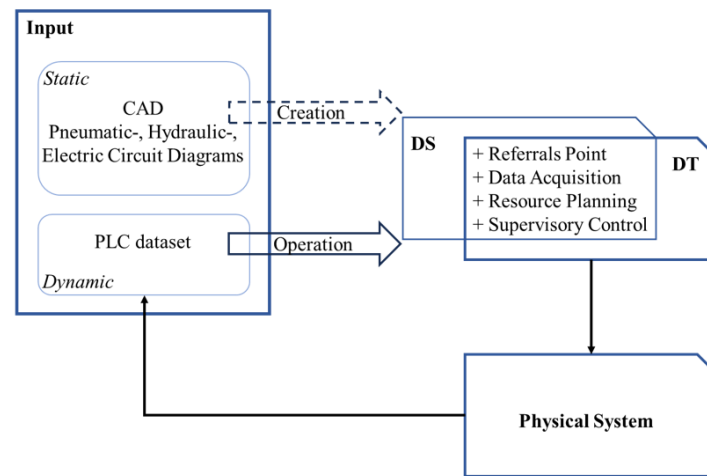 Input
Static
CAD
Pneumatic-, Hydraulic-,
Electric Circuit Diagrams
Creation
DS
DT
+ Referrals Point
+ Data Acquisition
+ Resource Planning
+ Supervisory Control
PLC dataset
Operation
Dynamic
Physical System